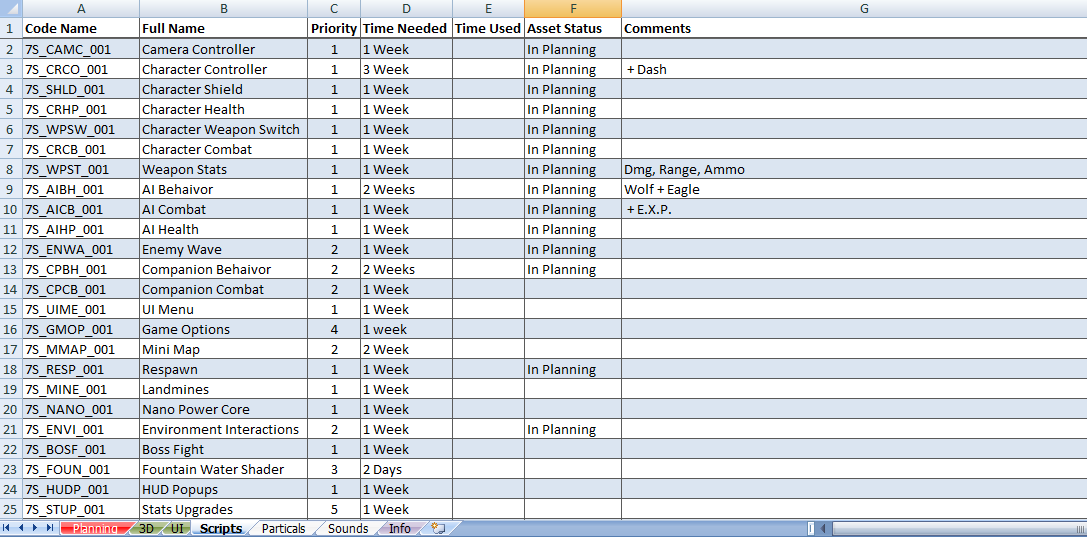 A B C D E F G
1 Code Name Full Name Priority Time Needed Time Used Asset Status Comments
2 7S_CAMC_001 Camera Controller 1 1 Week In Planning
3 7S_CRCO_001 Character Controller 1 3 Week In Planning + Dash
4 7S_SHLD_001 Character Shield 1 1 Week In Planning
5 7S_CRHP_001 Character Health 1 1 Week In Planning
6 7S_WPSW_001 Character Weapon Switch 1 1 Week In Planning
7 7S_CRCB_001 Character Combat 1 1 Week In Planning
8 7S_WPST_001 Weapon Stats 1 1 Week In Planning Dmg, Range, Ammo
9 7S_AIBH_001 AI Behaivor 1 2 Weeks In Planning Wolf + Eagle
10 7S_AICB_001 AI Combat 1 1 Week In Planning + E.X.P.
11 7S_AIHP_001 AI Health 1 1 Week In Planning
12 7S_ENWA_001 Enemy Wave 2 1 Week In Planning
13 7S_CPBH_001 Companion Behaivor 2 2 Weeks In Planning
14 7S_CPCB_001 Companion Combat 2 1 Week
15 7S_UIME_001 UI Menu 1 1 Week
16 7S_GMOP_001 Game Options 4 1 week
17 7S_MMAP_001 Mini Map 2 2 Week
18 7S_RESP_001 Respawn 1 1 Week In Planning
19 7S_MINE_001 Landmines 1 1 Week
20 7S_NANO_001 Nano Power Core 1 1 Week
21 7S_ENVI_001 Environment Interactions 2 1 Week In Planning
22 7S_BOSF_001 Boss Fight 1 1 Week
23 7S_FOUN_001 Fountain Water Shader 3 2 Days
24 7S_HUDP_001 HUD Popups 1 1 Week
25 7S_STUP_001 Stats Upgrades 5 1 Week
Planning 3D UI Scripts Particals Sounds Info